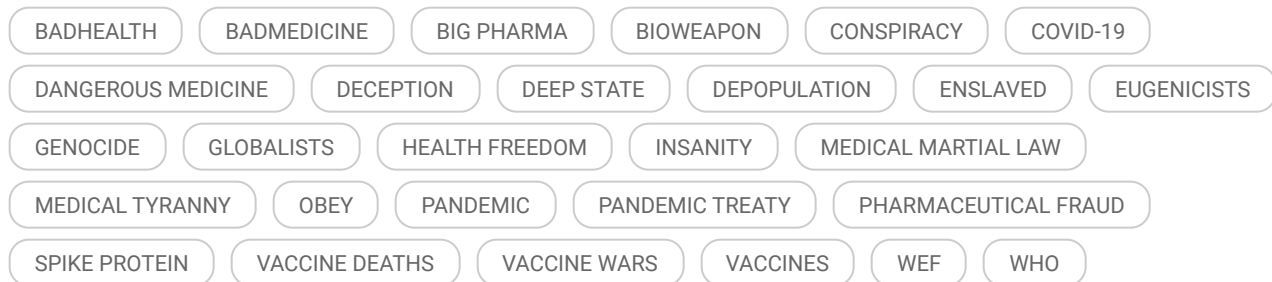 BADHEALTH BADMEDICINE BIG PHARMA BIOWEAPON CONSPIRACY COVID-19
DANGEROUS MEDICINE DECEPTION DEEP STATE DEPOPULATION ENSLAVED EUGENICISTS
GENOCIDE GLOBALISTS HEALTH FREEDOM INSANITY MEDICAL MARTIAL LAW
MEDICAL TYRANNY OBEY PANDEMIC PANDEMIC TREATY PHARMACEUTICAL FRAUD
SPIKE PROTEIN VACCINE DEATHS VACCINE WARS VACCINES WEF WHO